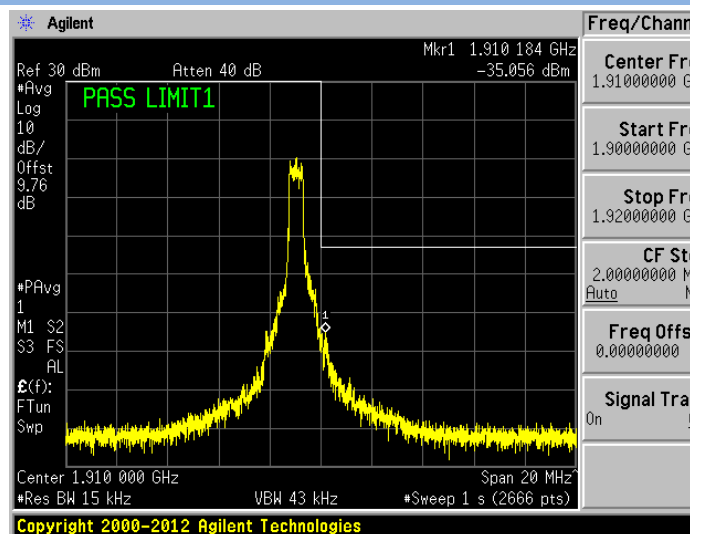 Agilent
Freq/Chann
Mkr1 1.910 184 GHz
Ref 30 dBm Atten 40 dB -35.056 dBm
#Avg
Log
10
dB/
Offst
9.76
dB
PASS LIMIT1
#PAvg
1
M1 S2
S3 FS
AL
£(f):
FTun
Swp
1
Center 1.910 000 GHz Span 20 MHz^
#Res BW 15 kHz VBW 43 kHz #Sweep 1 s (2666 pts)
Copyright 2000-2012 Agilent Technologies
Center Fre
1.91000000 G
Start Fre
1.90000000 G
Stop Fre
1.92000000 G
CF Ste
2.00000000 M
Auto
Freq Offs
0.00000000
Signal Tra
On